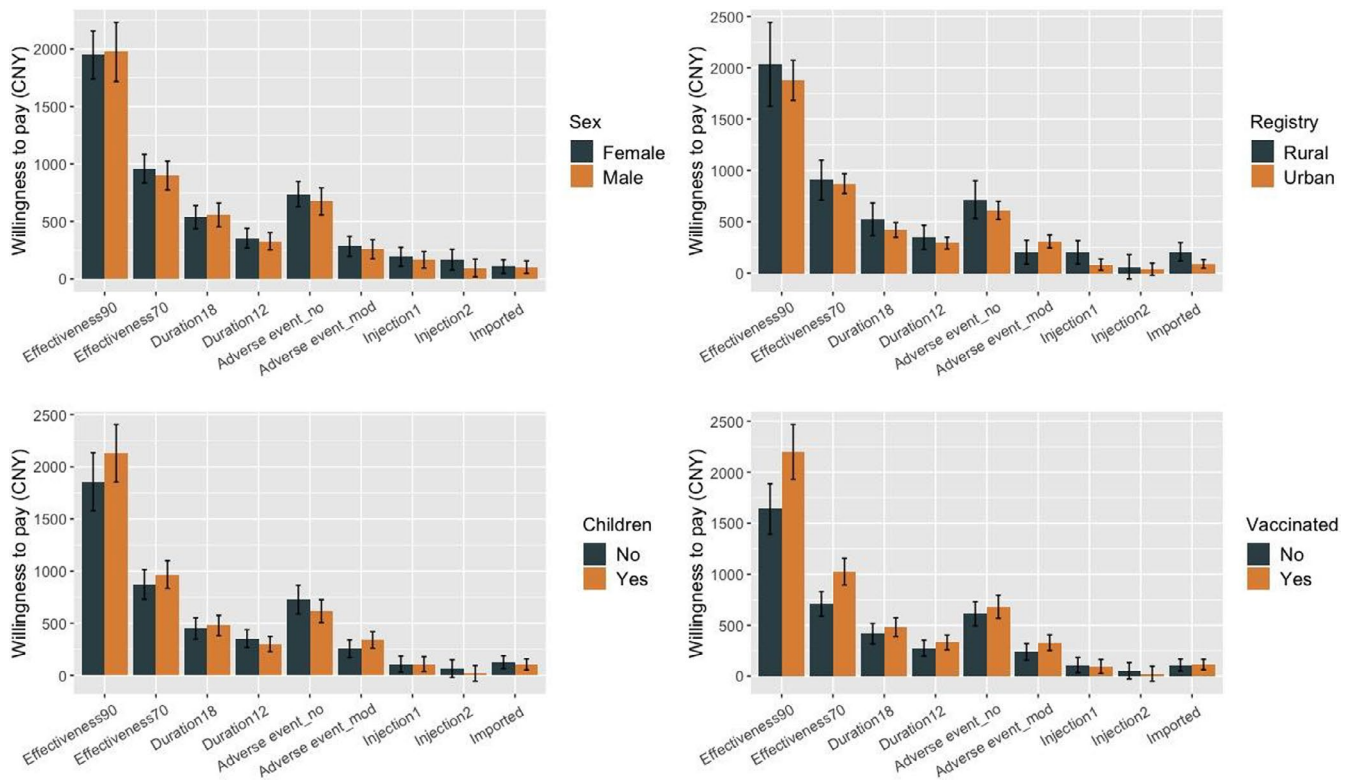 Willingness to pay (CNY)
2000
1500
1000
500
0
Effectiveness90
Effectiveness70
Duration18
Duration12
Adverse event_no
Adverse event_mod
Injection1
Injection2
Imported
Sex
Female
Male
Willingness to pay (CNY)
2500
2000
1500
1000
500
0
Effectiveness90
Effectiveness70
Duration18
Duration12
Adverse event_no
Adverse event_mod
Injection1
Injection2
Imported
Registry
Rural
Urban
Willingness to pay (CNY)
2500
2000
1500
1000
500
0
Effectiveness90
Effectiveness70
Duration18
Duration12
Adverse event_no
Adverse event_mod
Injection1
Injection2
Imported
Children
No
Yes
Willingness to pay (CNY)
2500
2000
1500
1000
500
0
Effectiveness90
Effectiveness70
Duration18
Duration12
Adverse event_no
Adverse event_mod
Injection1
Injection2
Imported
Vaccinated
No
Yes